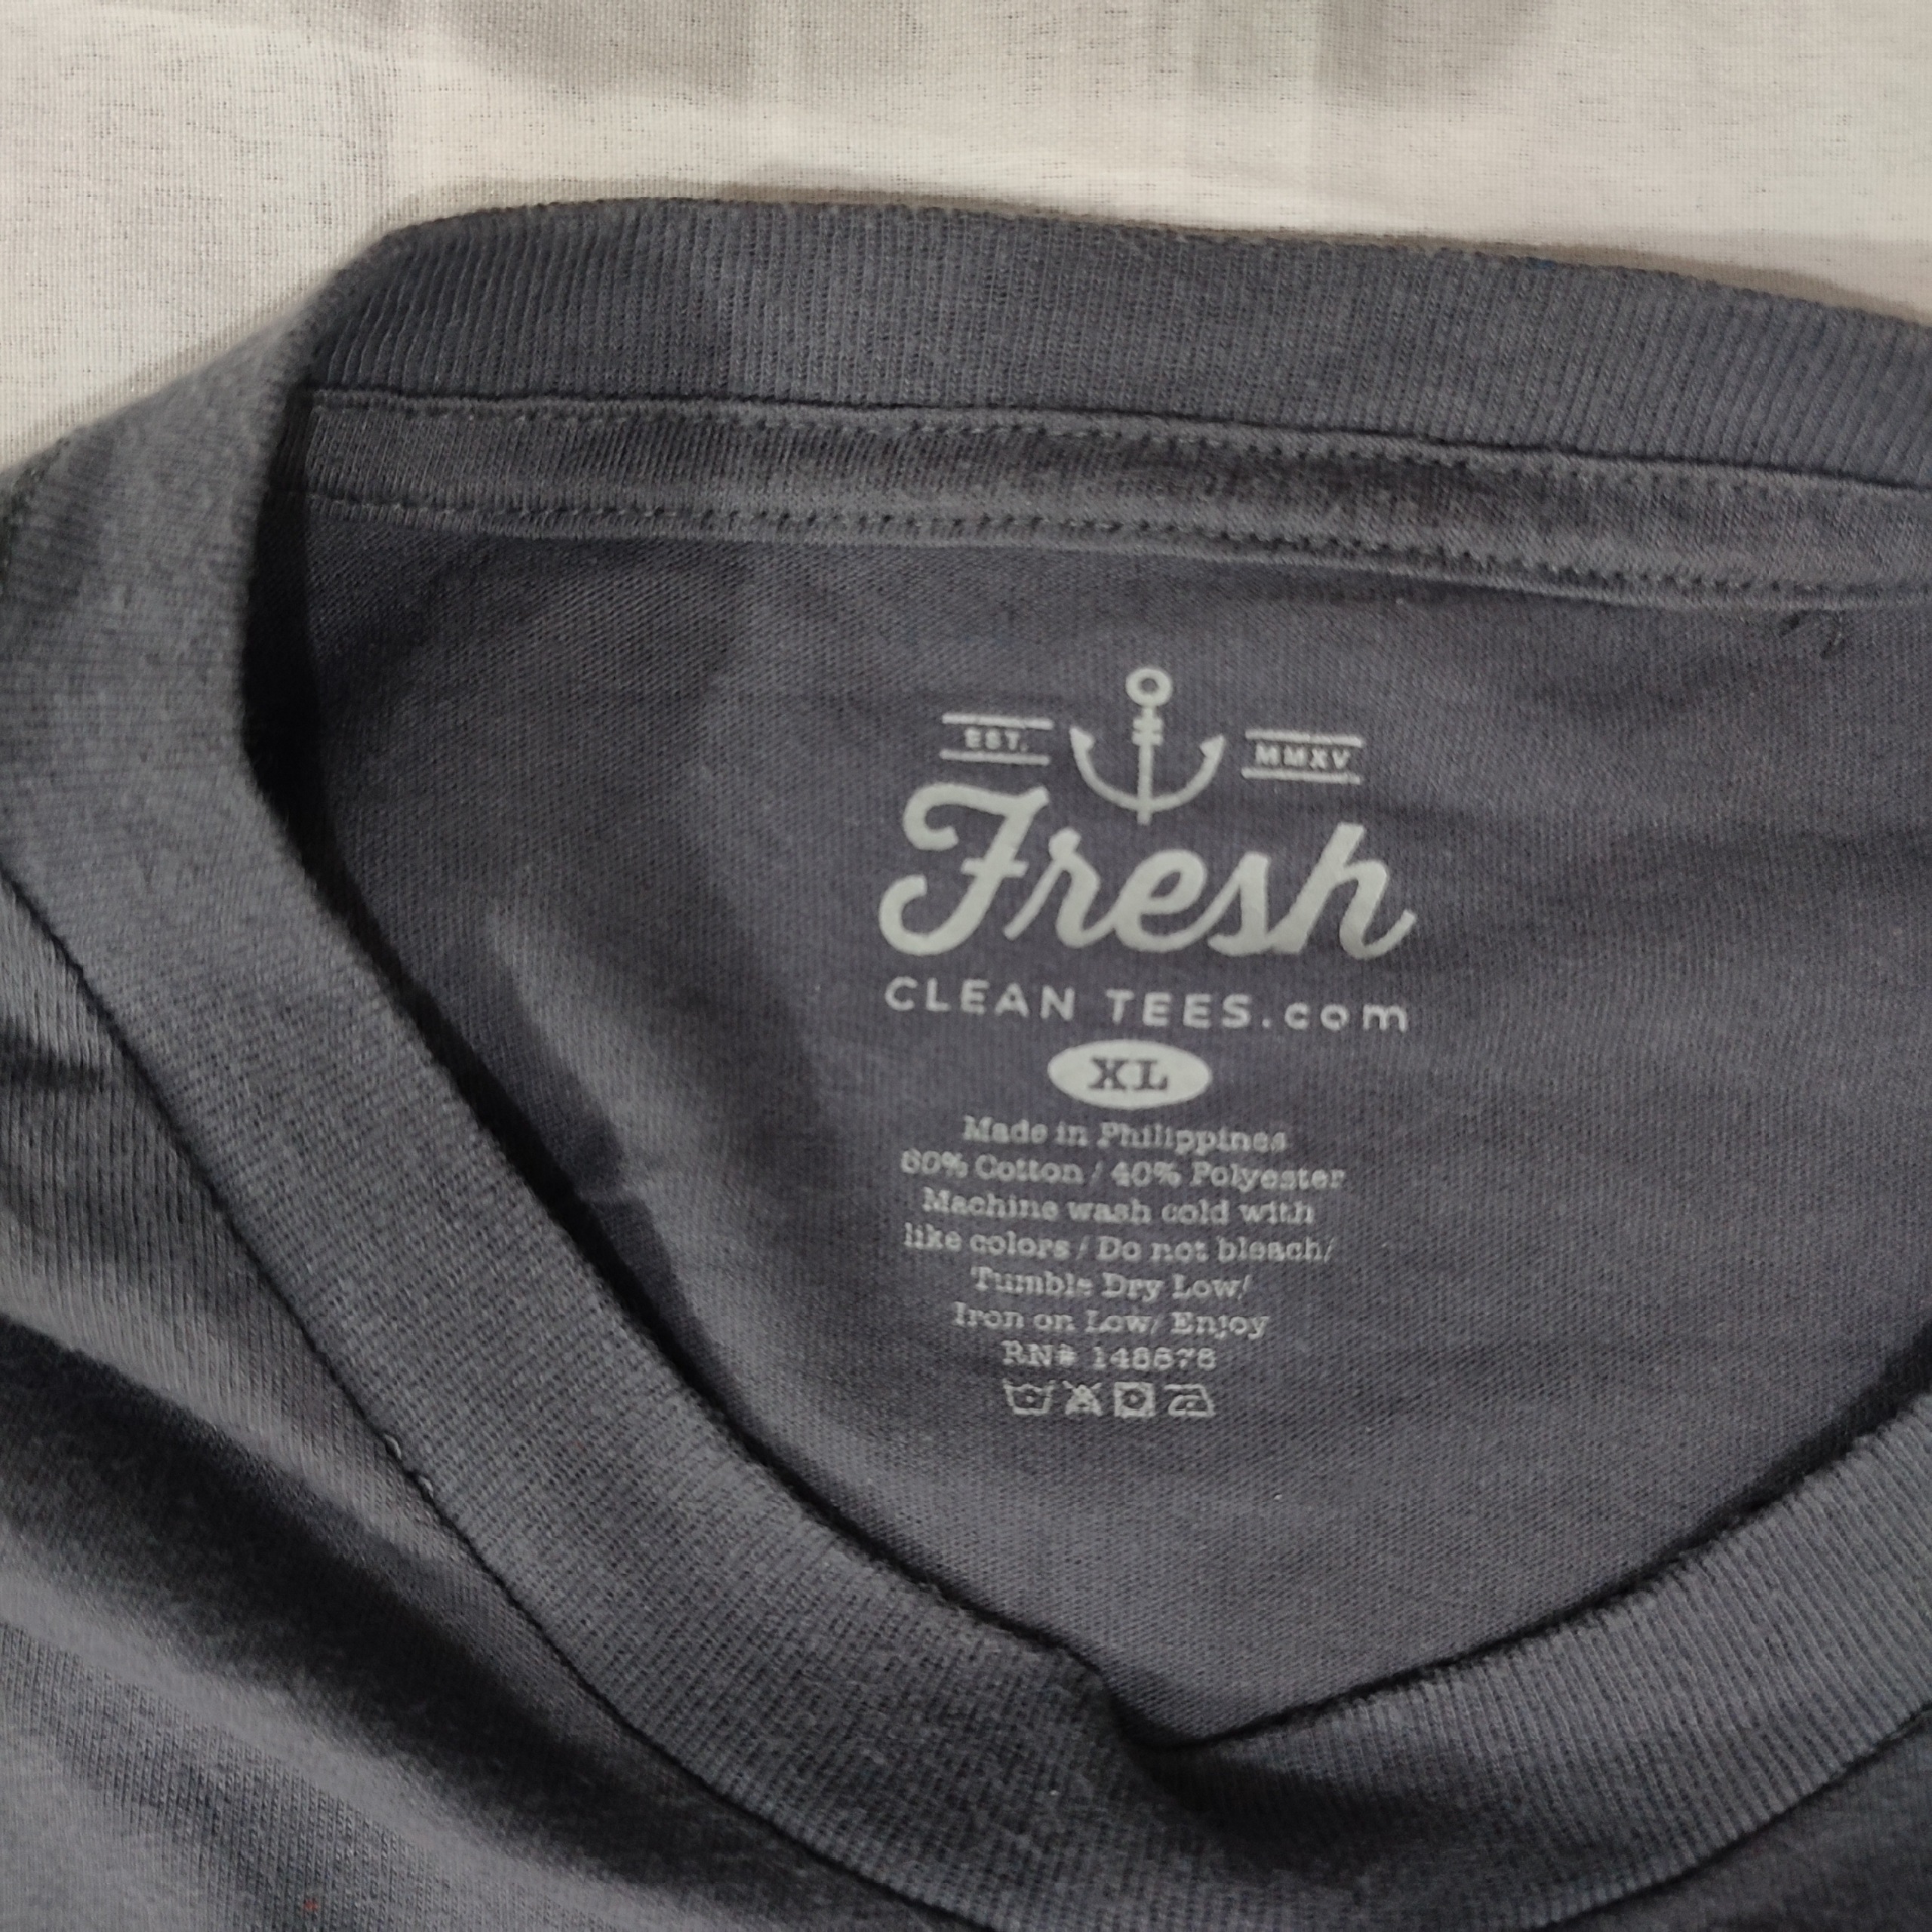 EST. MMXV
Fresh
CLEAN TEES.com
XL
Made in Philippines
60% Cotton / 40% Polyester
Machine wash cold with
like colors / Do not bleach/
Tumble Dry Low/
Iron on Low/ Enjoy
RN#